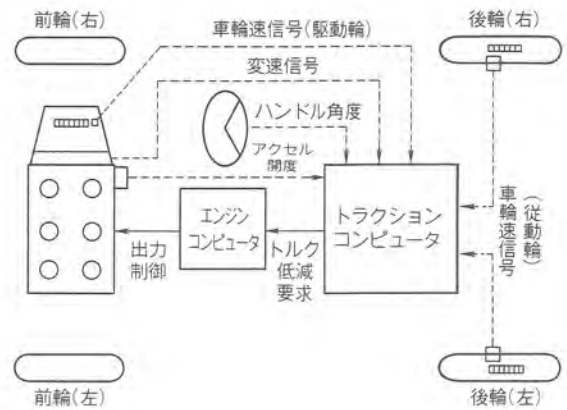 前輪(右)
車輪速信号(駆動輪)
後輪(右)
変速信号
ハンドル角度
アクセル
開度
エンジン
コンピュータ
トラクション
コンピュータ
出力
制御
トルク
低減
要求
(従動輪)
車輪速信号
前輪(左)
後輪(左)